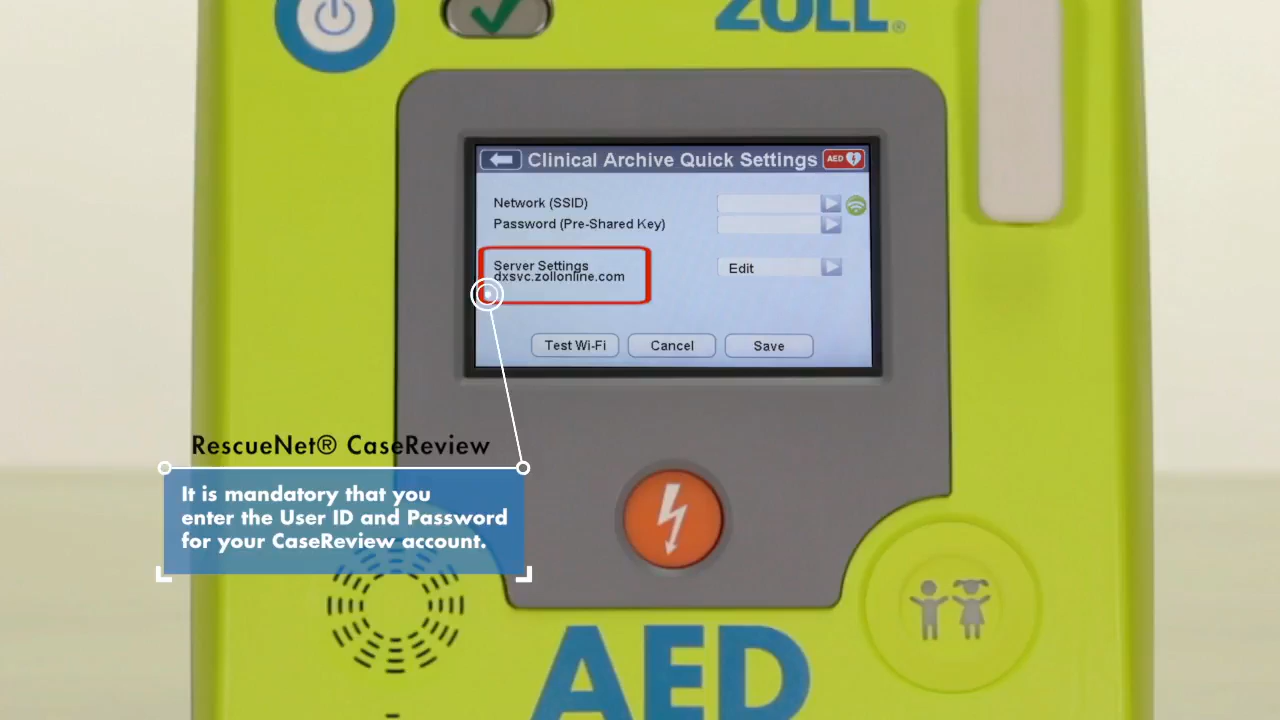 ZOLL®
Clinical Archive Quick Settings
AED
Network (SSID)
Password (Pre-Shared Key)
Server Settings
dxsvc.zollonline.com
Edit
Test Wi-Fi
Cancel
Save
RescueNet® CaseReview
It is mandatory that you
enter the User ID and Password
for your CaseReview account.
AED